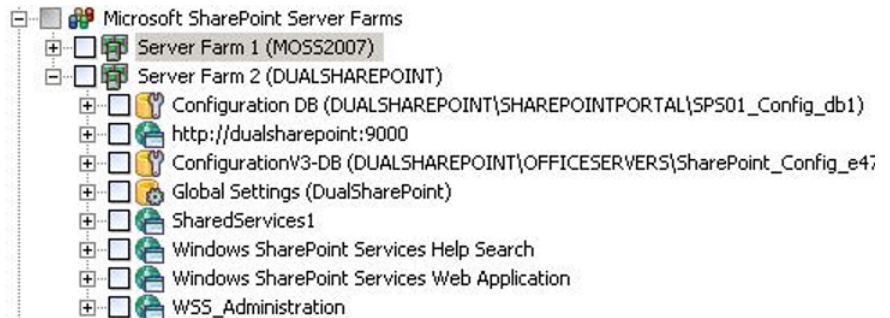 Microsoft SharePoint Server Farms
Server Farm 1 (MOSS2007)
Server Farm 2 (DUALSHAREPOINT)
Configuration DB (DUALSHAREPOINT\SHAREPOINTPORTAL\SPS01_Config_db1)
http://dualsharepoint:9000
ConfigurationV3-DB (DUALSHAREPOINT\OFFICESERVERS\SharePoint_Config_e47
Global Settings (DualSharePoint)
SharedServices1
Windows SharePoint Services Help Search
Windows SharePoint Services Web Application
WSS_Administration